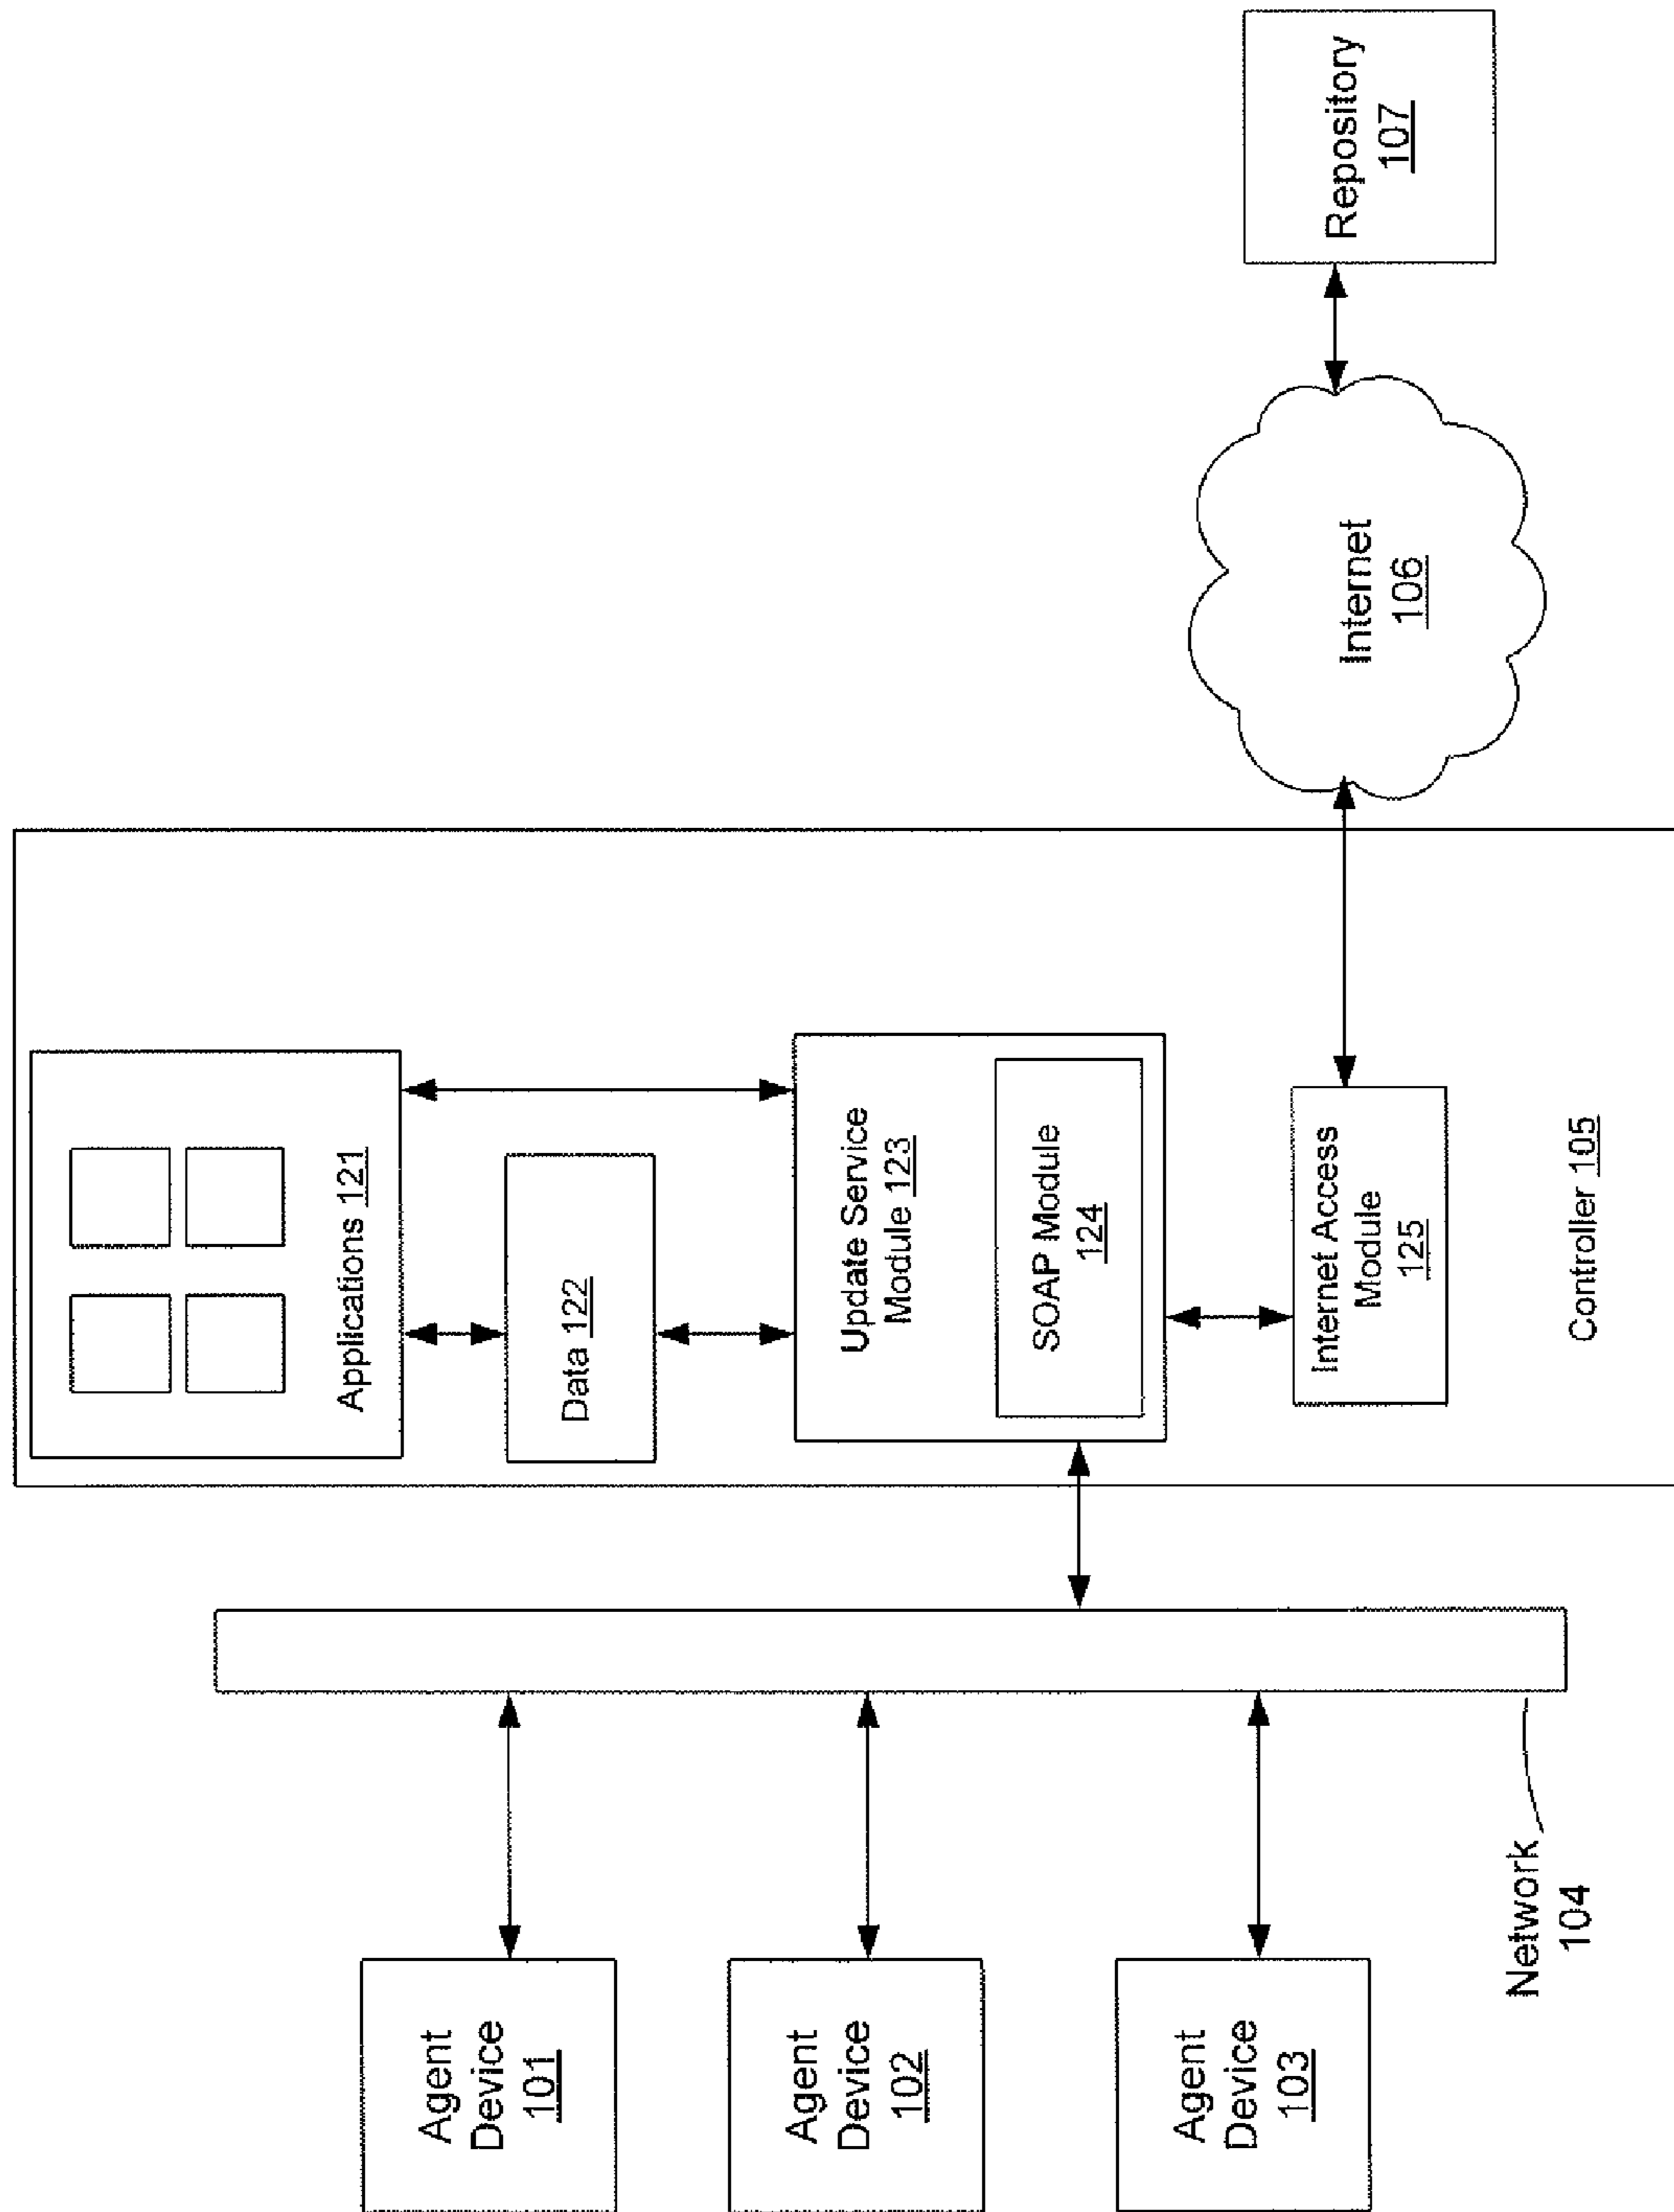 Agent
Device
101
Agent
Device
102
Agent
Device
103
Network
104
Applications 121
Data 122
Update Service
Module 123
SOAP Module
124
Internet Access
Module
125
Controller 105
Internet
106
Repository
107